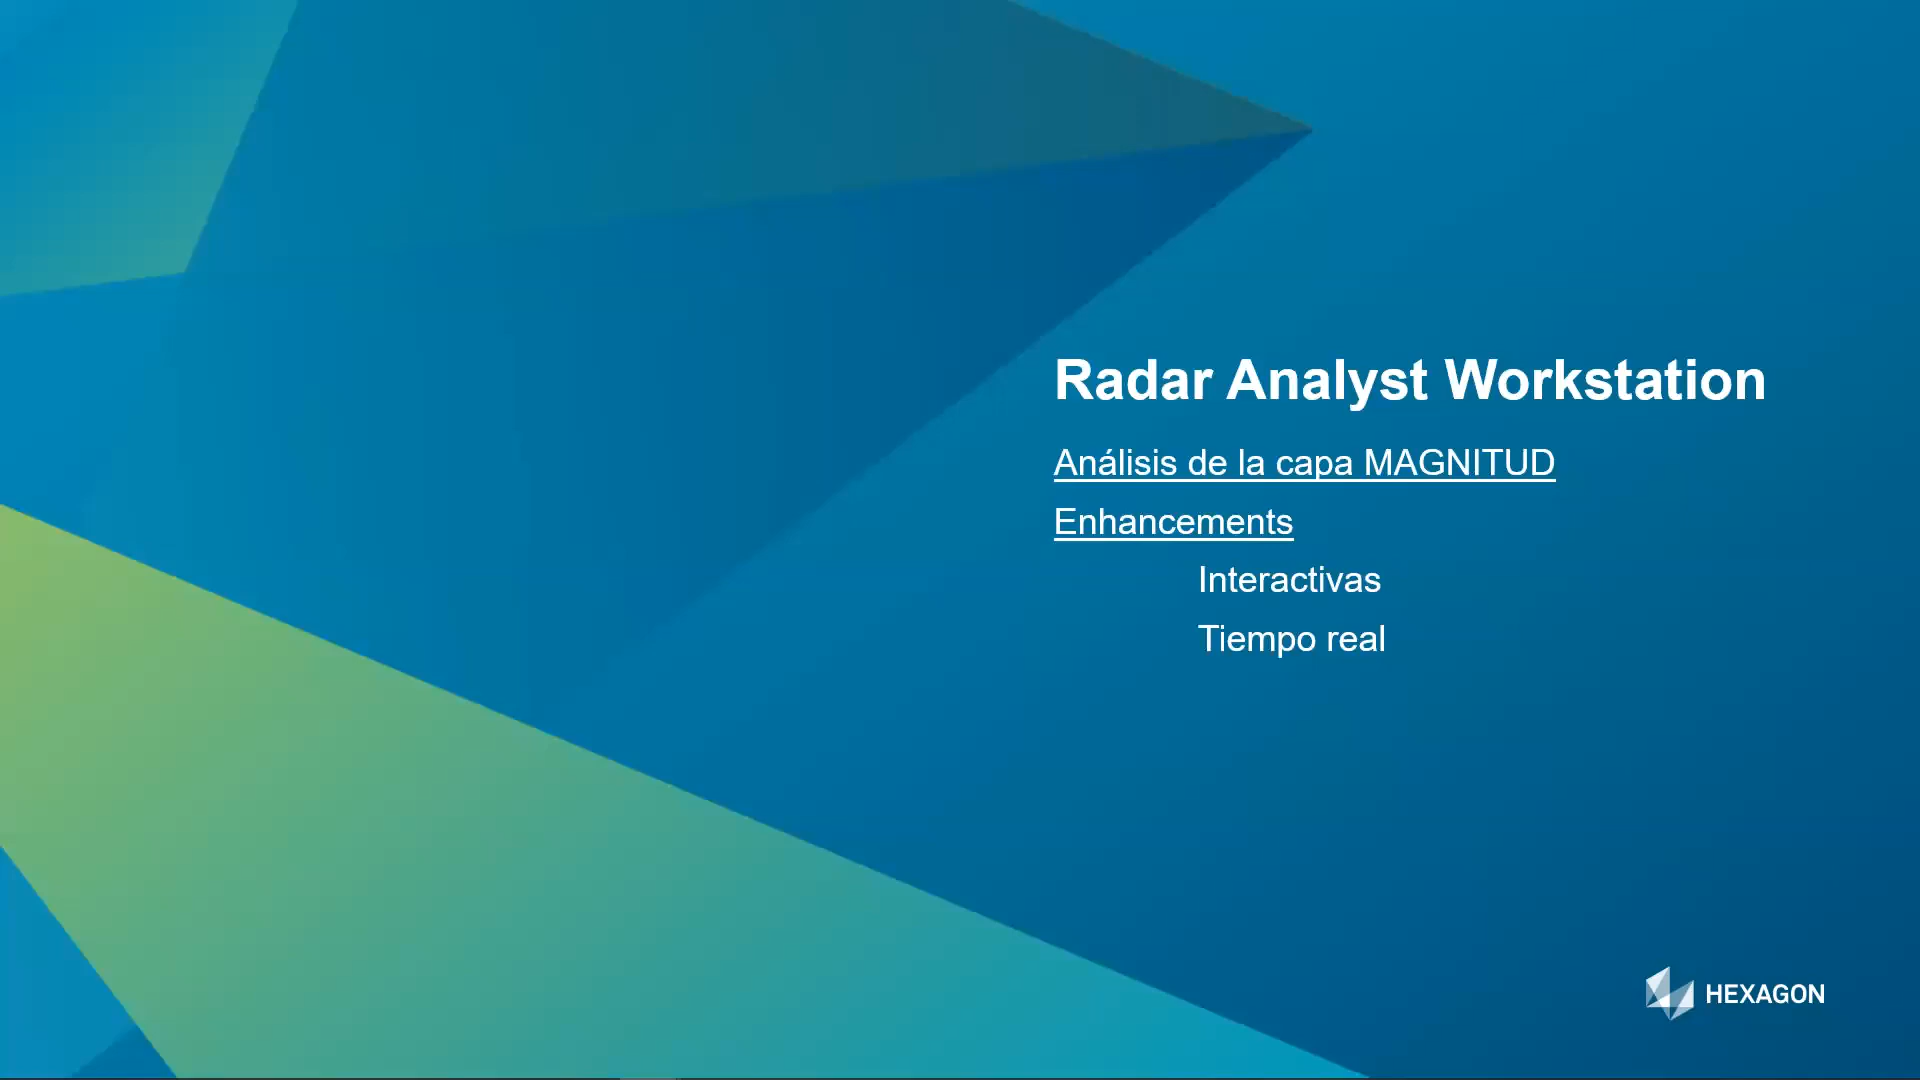 Radar Analyst Workstation
Análisis de la capa MAGNITUD
Enhancements
Interactivas
Tiempo real
HEXAGON